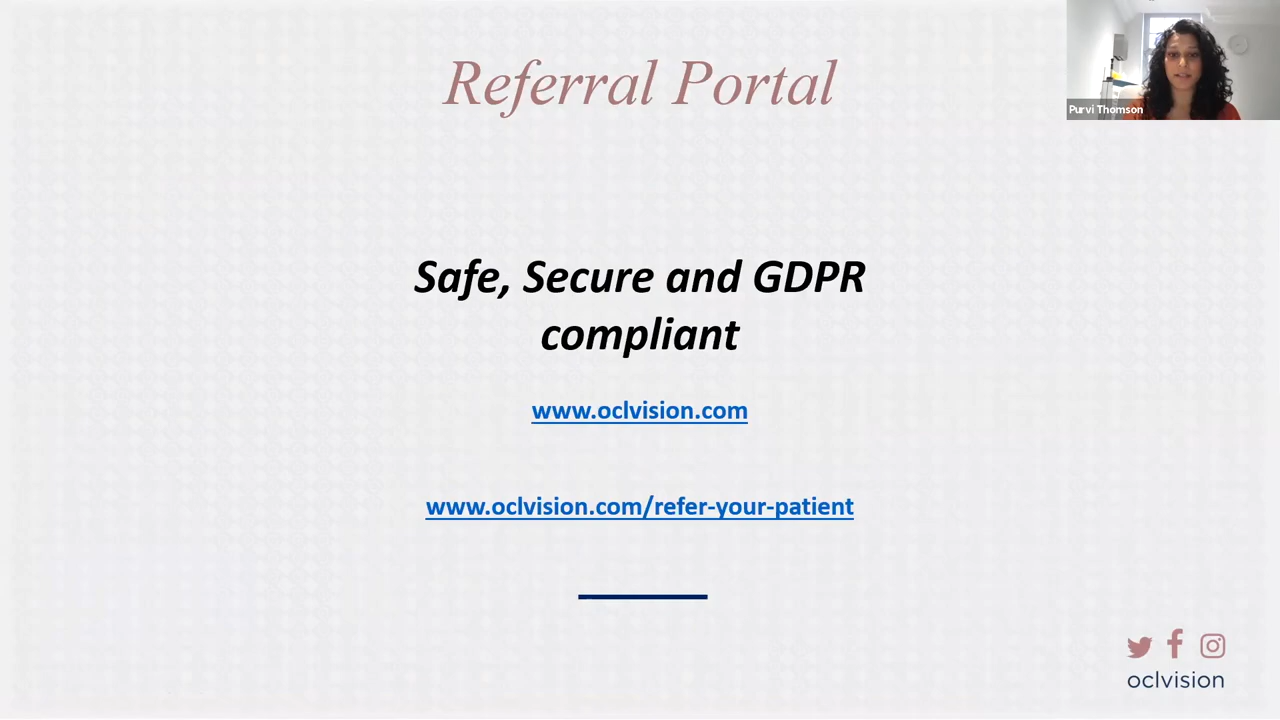 Referral Portal
Purvi Thomson
Safe, Secure and GDPR
compliant
www.oclvision.com
www.oclvision.com/refer-your-patient
oclvision